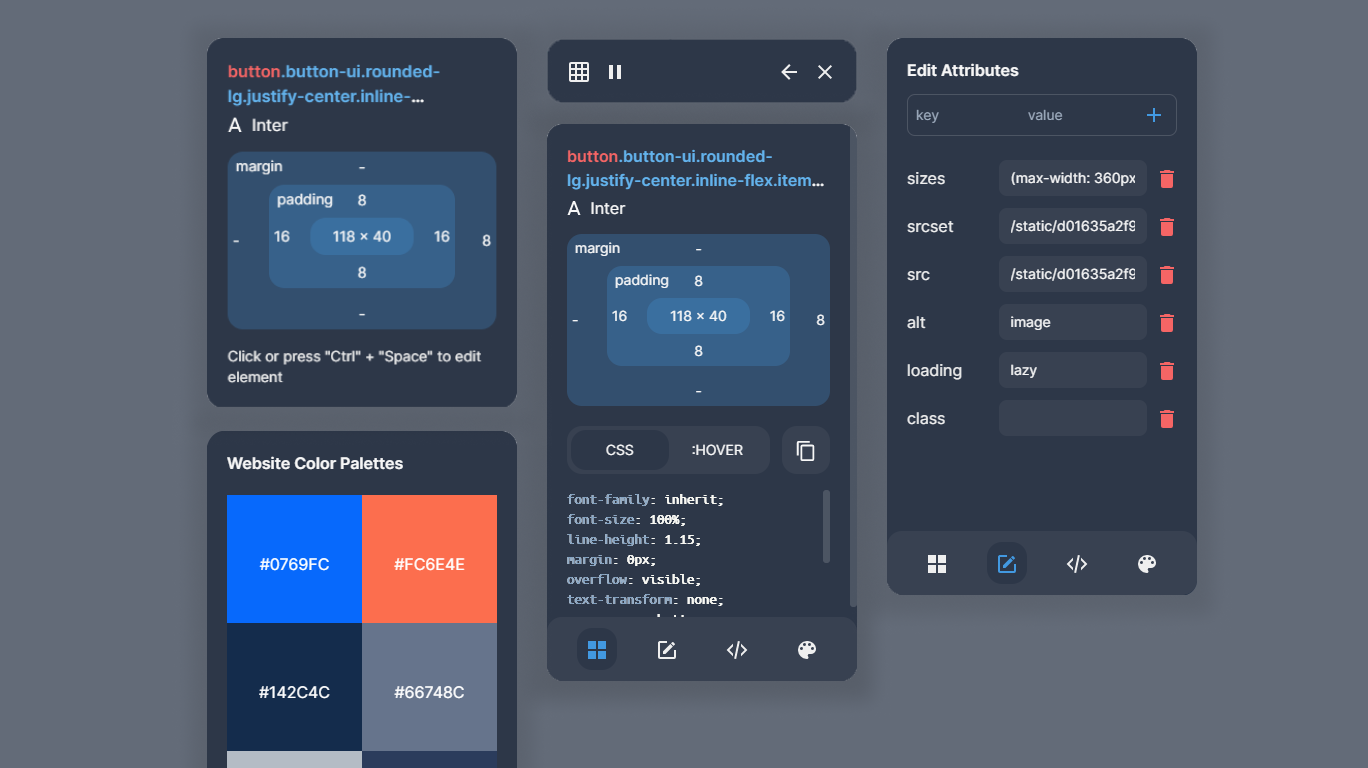 button.button-ui.rounded-
lg.justify-center.inline-...
A Inter
margin -
padding 8
- 16 118 × 40 16 8
8
-
Click or press "Ctrl" + "Space" to edit
element
Website Color Palettes
#0769FC #FC6E4E
#142C4C #66748C
button.button-ui.rounded-
lg.justify-center.inline-flex.item...
A Inter
margin -
padding 8
- 16 118 × 40 16 8
8
-
CSS :HOVER
font-family: inherit;
font-size: 100%;
line-height: 1.15;
margin: 0px;
overflow: visible;
text-transform: none;
Edit Attributes
key value
sizes (max-width: 360px
srcset /static/d01635a2f9
src /static/d01635a2f9
alt image
loading lazy
class